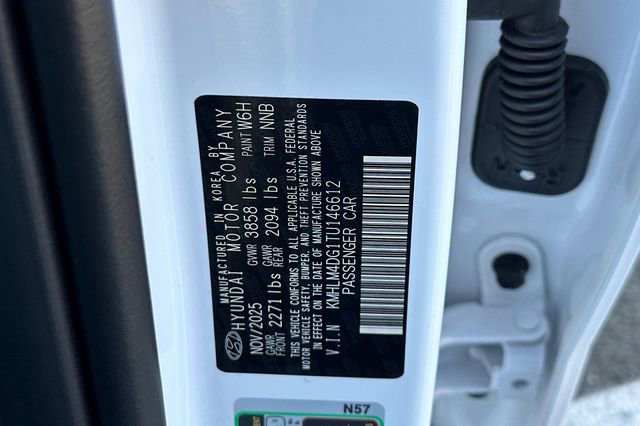 MANUFACTURED IN KOREA BY
HYUNDAI MOTOR COMPANY
NOV/2025 GVWR 3858 lbs PAINT W6H
GAWR FRONT 2271 lbs GAWR REAR 2094 lbs TRIM NNB
THIS VEHICLE CONFORMS TO ALL APPLICABLE U.S.A. FEDERAL
MOTOR VEHICLE SAFETY, BUMPER, AND THEFT PREVENTION STANDARDS
IN EFFECT ON THE DATE OF MANUFACTURE SHOWN ABOVE
V.I.N KMHLM4DG1TU146612
PASSENGER CAR
N57